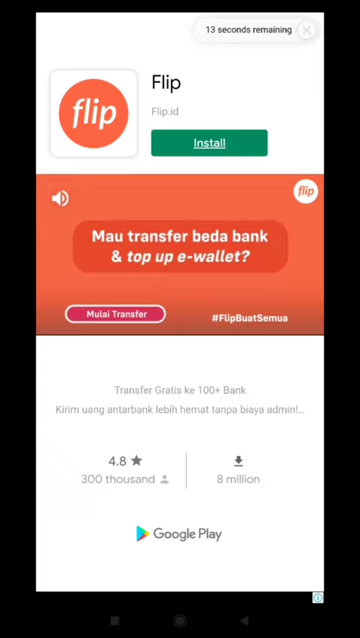 13 seconds remaining
flip
Flip
Flip.id
Install
flip
Mau transfer beda bank
& top up e-wallet?
Mulai Transfer
#FlipBuatSemua
Transfer Gratis ke 100+ Bank
Kirim uang antarbank lebih hemat tanpa biaya admin!…
4.8 ★
300 thousand
8 million
Google Play